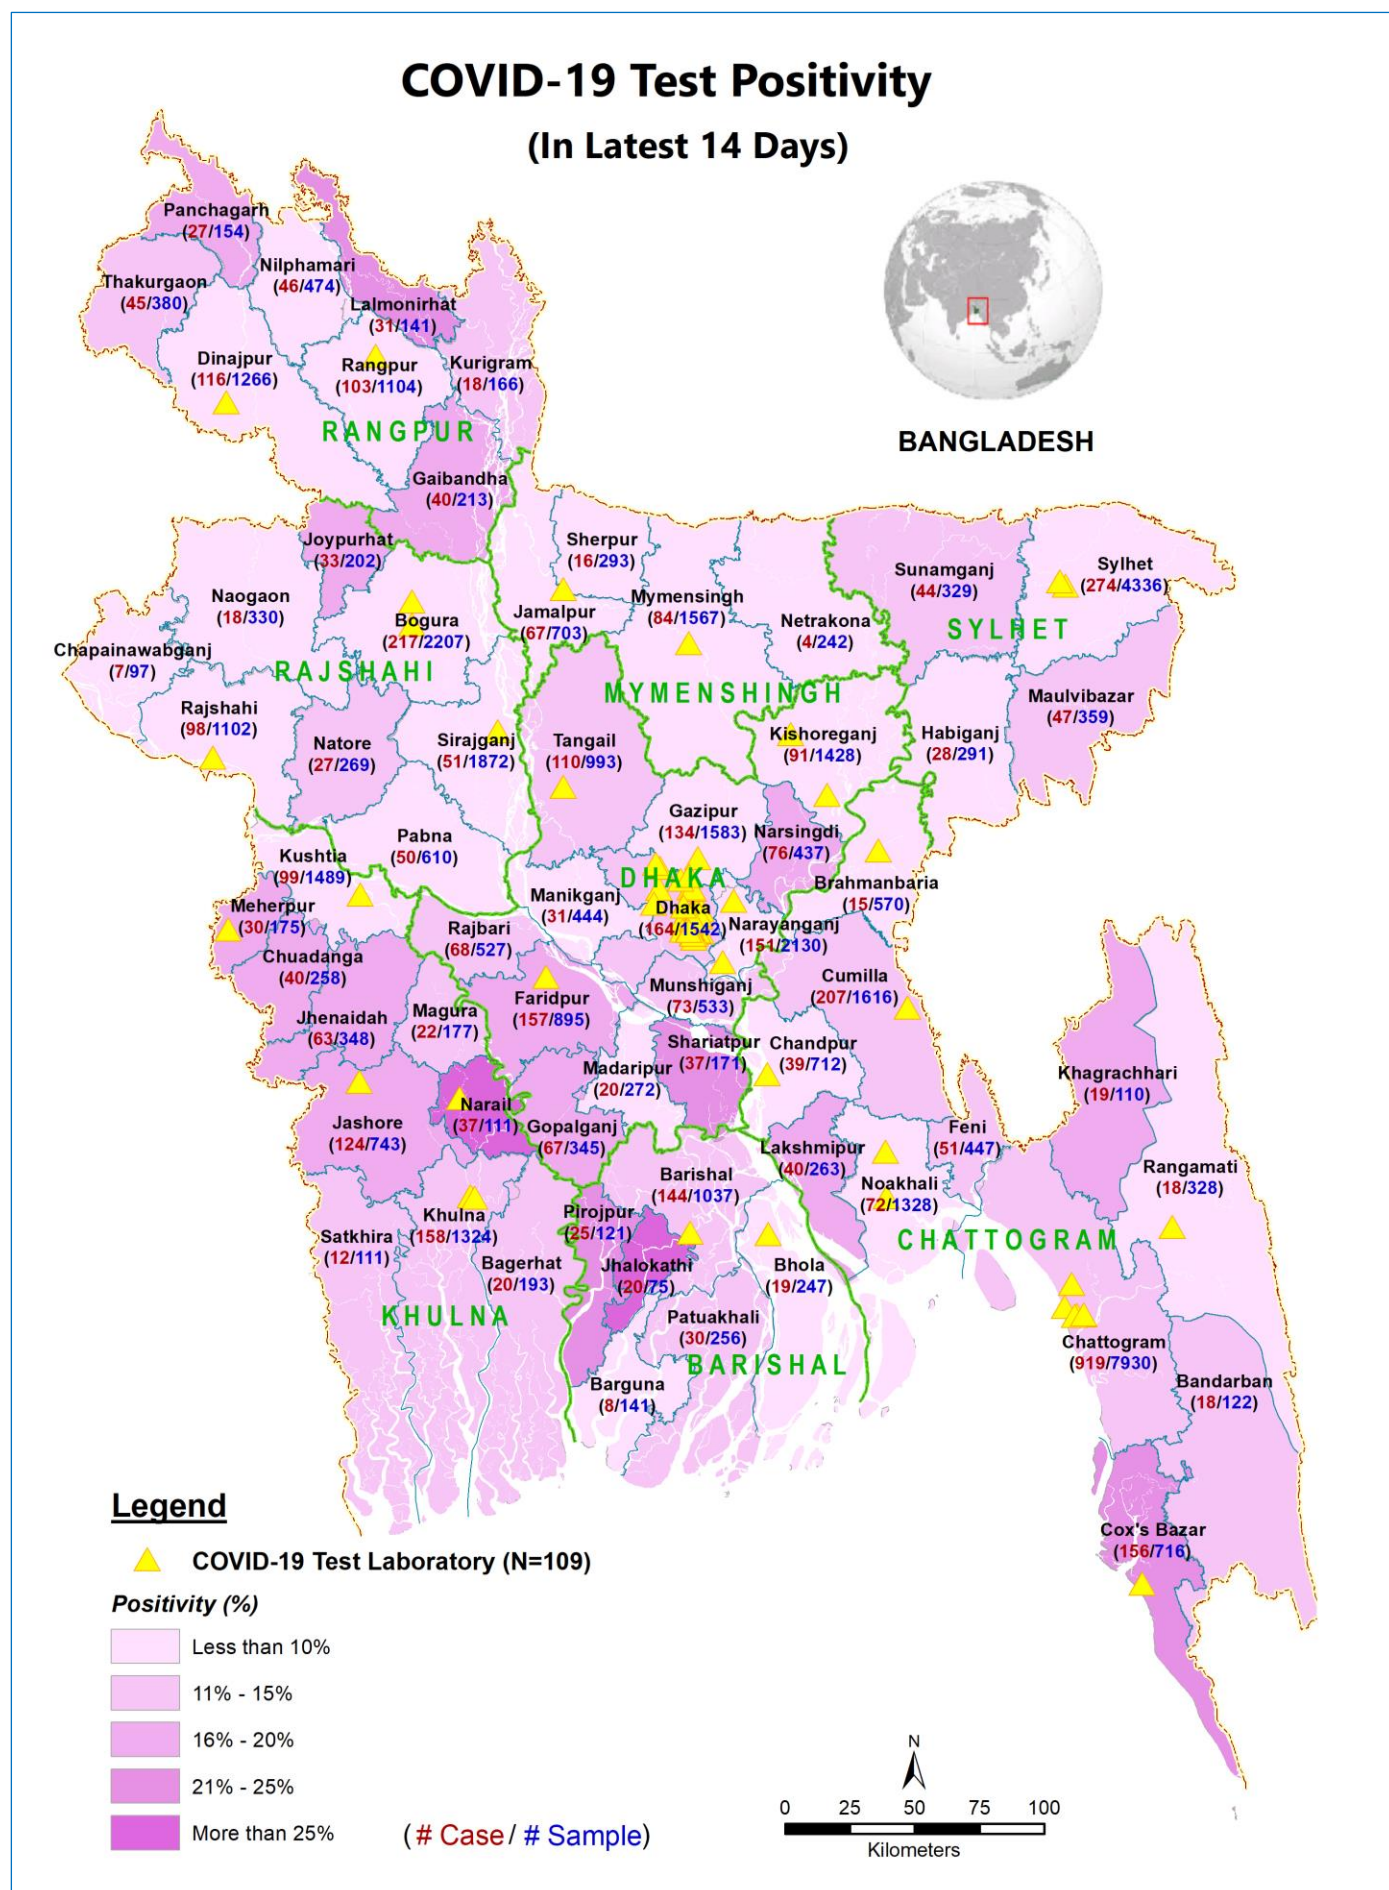 COVID-19 Test Positivity
(In Latest 14 Days)
Panchagarh
(27/154)
Nilphamari
(46/474)
Thakurgaon
(45/380)
Lalmonirhat
(31/141)
Dinajpur
(116/1266)
Rangpur
(103/1104)
Kurigram
(18/166)
RANGPUR
BANGLADESH
Gaibandha
(40/213)
Joypurhat
(33/202)
Sherpur
(16/293)
Sunamganj
(44/329)
Sylhet
(274/4336)
Naogaon
(18/330)
Bogura
(217/2207)
Jamalpur
(67/703)
Mymensingh
(84/1567)
Netrakona
(4/242)
SYLHET
Chapainawabganj
(7/97)
RAJSHAHI
MYMENSHINGH
Maulvibazar
(47/359)
Rajshahi
(98/1102)
Natore
(27/269)
Sirajganj
(51/1872)
Tangail
(110/993)
Kishoreganj
(91/1428)
Habiganj
(28/291)
Gazipur
(134/1583)
Narsingdi
(76/437)
Pabna
(50/610)
Kushtia
(99/1489)
DHAKA
Brahmanbaria
(15/570)
Meherpur
(30/175)
Manikganj
(31/444)
Dhaka
(164/1542)
Narayanganj
(151/2130)
Rajbari
(68/527)
Chuadanga
(40/258)
Munshiganj
(73/533)
Cumilla
(207/1616)
Jhenaidah
(63/348)
Magura
(22/177)
Faridpur
(157/895)
Shariatpur
(37/171)
Chandpur
(39/712)
Madaripur
(20/272)
Khagrachhari
(19/110)
Narail
(37/111)
Jashore
(124/743)
Gopalganj
(67/345)
Feni
(51/447)
Lakshmipur
(40/263)
Barishal
(144/1037)
Noakhali
(72/1328)
Rangamati
(18/328)
Pirojpur
(25/121)
Khulna
(158/1324)
Satkhira
(12/111)
CHATTOGRAM
Bagerhat
(20/193)
Jhalokathi
(20/75)
Bhola
(19/247)
KHULNA
Patuakhali
(30/256)
Chattogram
(919/7930)
BARISHAL
Barguna
(8/141)
Bandarban
(18/122)
Cox's Bazar
(156/716)
Legend
COVID-19 Test Laboratory (N=109)
Positivity (%)
Less than 10%
11% - 15%
16% - 20%
21% - 25%
More than 25%
(# Case / # Sample)
N
0 25 50 75 100
Kilometers